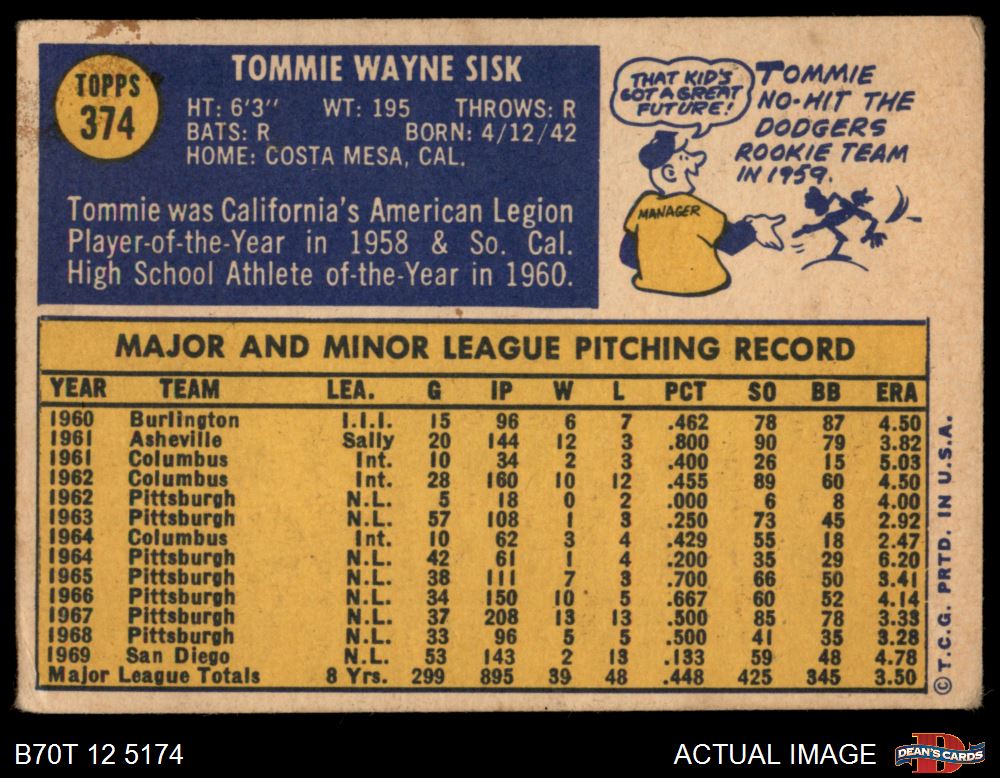 TOPPS
374
TOMMIE WAYNE SISK
HT: 6'3" WT: 195 THROWS: R
BATS: R BORN: 4/12/42
HOME: COSTA MESA, CAL.
Tommie was California's American Legion
Player-of-the-Year in 1958 & So. Cal.
High School Athlete of-the-Year in 1960.
THAT KID'S
GOT A GREAT
FUTURE!
TOMMIE
NO-HIT THE
DODGERS
ROOKIE TEAM
IN 1959.
MANAGER
MAJOR AND MINOR LEAGUE PITCHING RECORD
YEAR TEAM LEA. G IP W L PCT SO BB ERA
1960 Burlington I.I.I. 15 96 6 7 .462 78 87 4.50
1961 Asheville Sally 20 144 12 3 .800 90 79 3.82
1961 Columbus Int. 10 34 2 3 .400 26 15 5.03
1962 Columbus Int. 28 160 10 12 .455 89 60 4.50
1962 Pittsburgh N.L. 5 18 0 2 .000 6 8 4.00
1963 Pittsburgh N.L. 57 108 1 3 .250 73 45 2.92
1964 Columbus Int. 10 62 3 4 .429 55 18 2.47
1964 Pittsburgh N.L. 42 61 1 4 .200 35 29 6.20
1965 Pittsburgh N.L. 38 111 7 3 .700 66 50 3.41
1966 Pittsburgh N.L. 34 150 10 5 .667 60 52 4.14
1967 Pittsburgh N.L. 37 208 13 13 .500 85 78 3.33
1968 Pittsburgh N.L. 33 96 5 5 .500 41 35 3.28
1969 San Diego N.L. 53 143 2 13 .133 59 48 4.78
Major League Totals 8 Yrs. 299 895 39 48 .448 425 345 3.50
© T.C.G. PRTD. IN U.S.A.
B70T 12 5174
ACTUAL IMAGE
DEAN'S CARDS